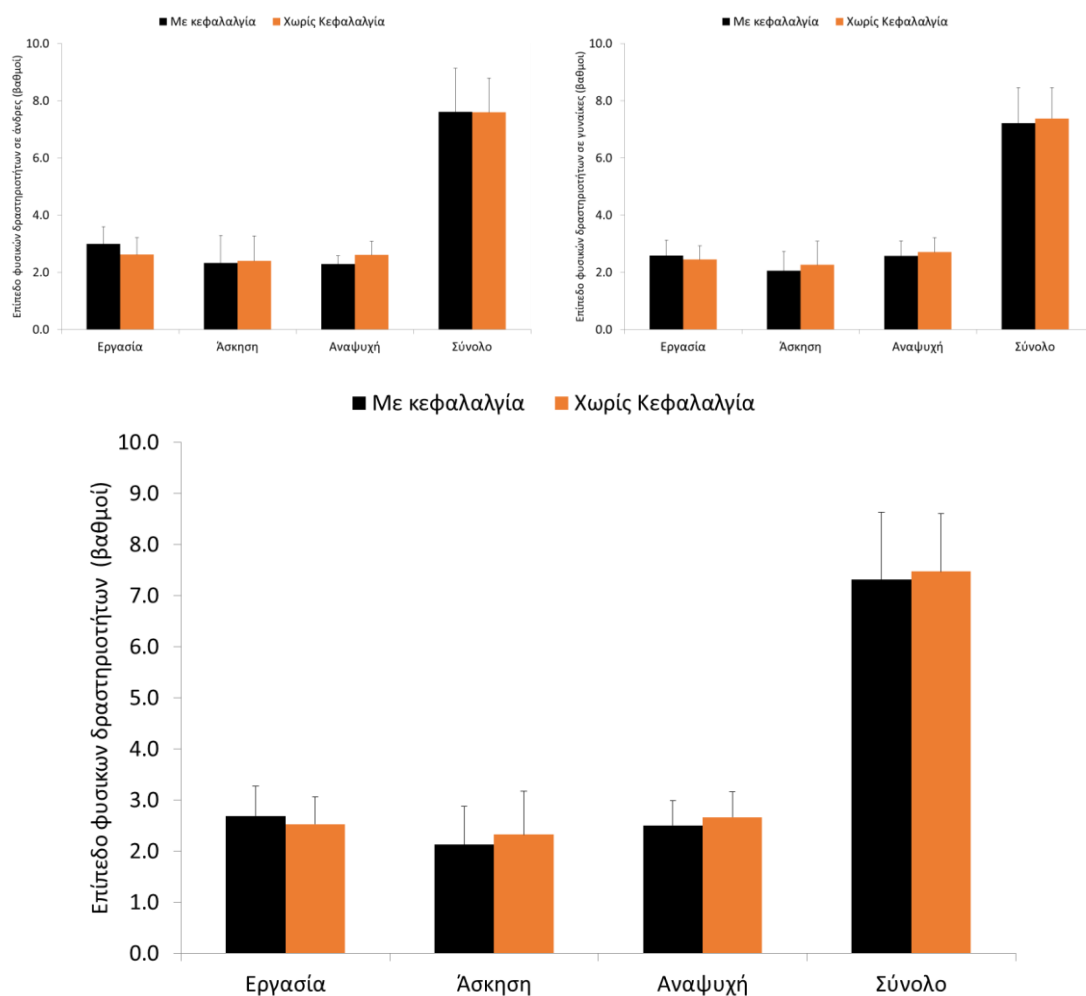 ■ Με κεφαλαλγία ■ Χωρίς Κεφαλαλγία
Επίπεδο φυσικών δραστηριοτήτων σε άνδρες (βαθμοί)
10.0
8.0
6.0
4.0
2.0
0.0
Εργασία Άσκηση Αναψυχή Σύνολο
■ Με κεφαλαλγία ■ Χωρίς Κεφαλαλγία
Επίπεδο φυσικών δραστηριοτήτων σε γυναίκες (βαθμοί)
10.0
8.0
6.0
4.0
2.0
0.0
Εργασία Άσκηση Αναψυχή Σύνολο
■ Με κεφαλαλγία ■ Χωρίς Κεφαλαλγία
Επίπεδο φυσικων δραστηριοτήτων (βαθμοί)
10.0
9.0
8.0
7.0
6.0
5.0
4.0
3.0
2.0
1.0
0.0
Εργασία Άσκηση Αναψυχή Σύνολο